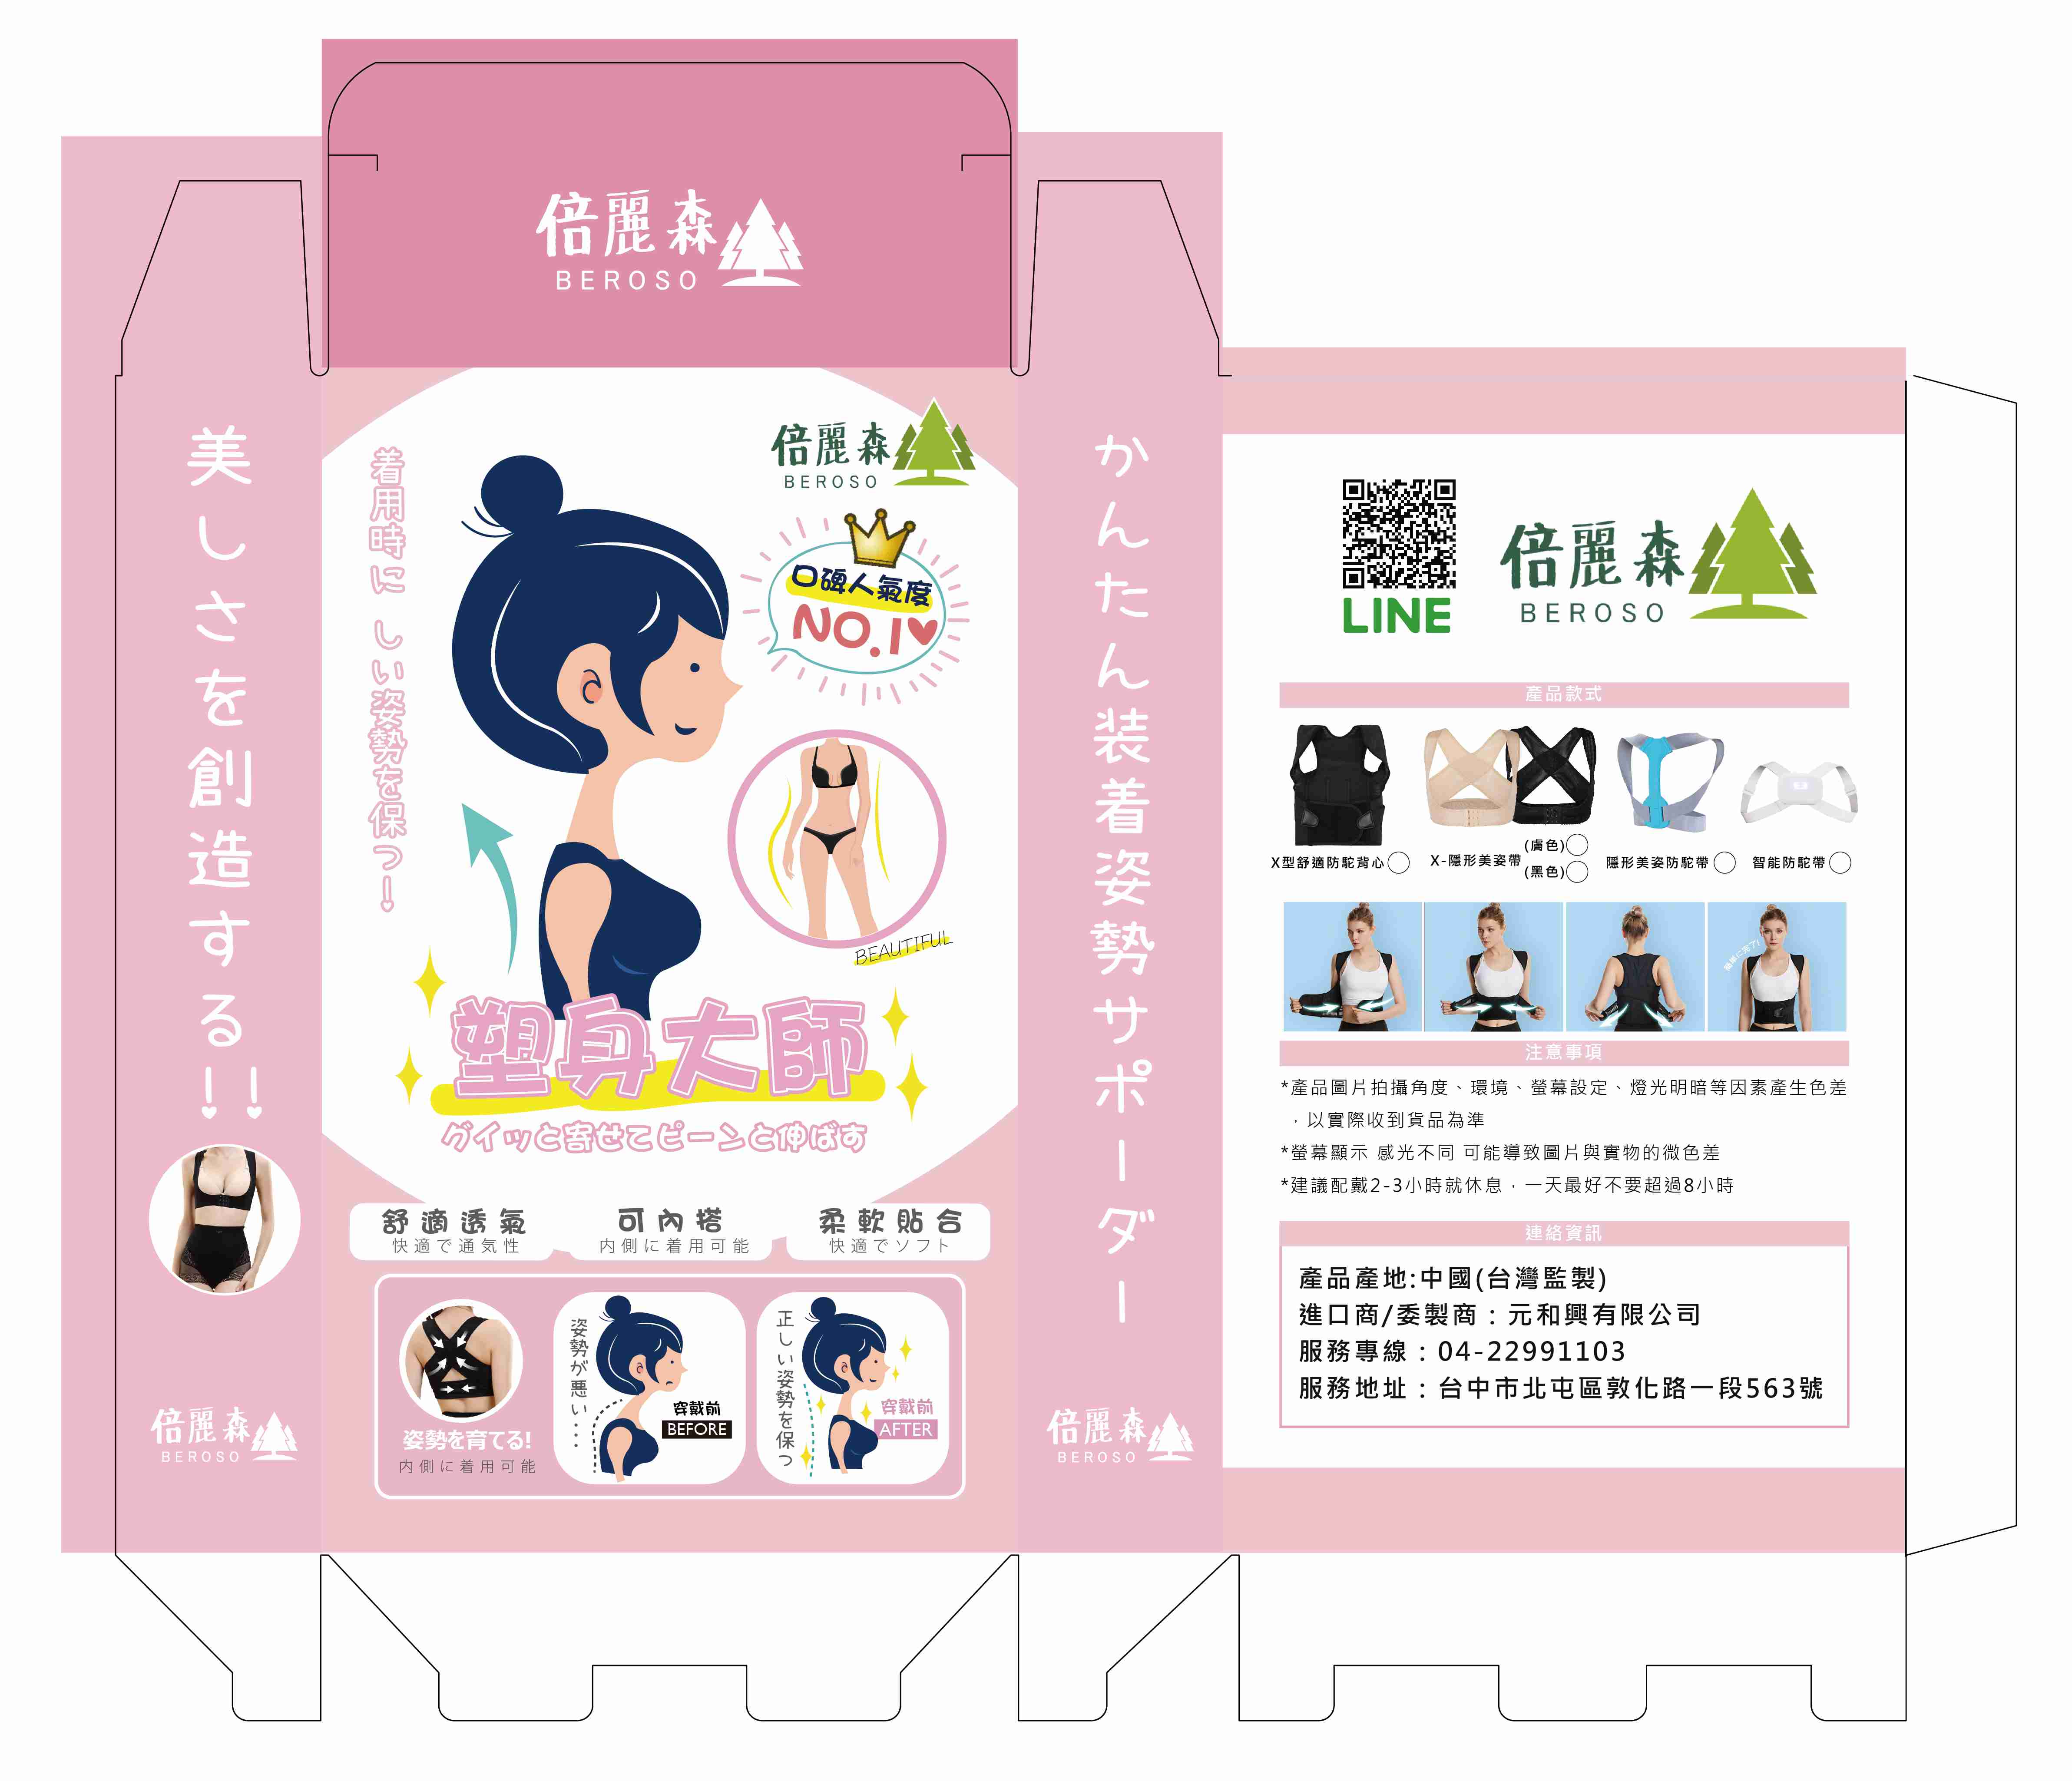 倍麗森
BEROSO
美しさを創造する!!
倍麗森
BEROSO
着用時に しい姿勢を保つ!
倍麗森
BEROSO
口碑人氣度
NO.1
BEAUTIFUL
塑身大師
グイッと寄せてピーンと伸ばす
舒適透氣
快適で通気性
可內搭
内側に着用可能
柔軟貼合
快適でソフト
姿勢を育てる!
内側に着用可能
姿勢が悪い・・・
穿戴前
BEFORE
正しい姿勢を保つ
穿戴前
AFTER
かんたん装着姿勢サポーダー
倍麗森
BEROSO
LINE
倍麗森
BEROSO
產品款式
X型舒適防駝背心
X-隱形美姿帶
(膚色)
(黑色)
隱形美姿防駝帶
智能防駝帶
注意事項
*產品圖片拍攝角度、環境、螢幕設定、燈光明暗等因素產生色差
，以實際收到貨品為準
*螢幕顯示 感光不同 可能導致圖片與實物的微色差
*建議配戴2-3小時就休息，一天最好不要超過8小時
連絡資訊
產品產地:中國(台灣監製)
進口商/委製商：元和興有限公司
服務專線：04-22991103
服務地址：台中市北屯區敦化路一段563號